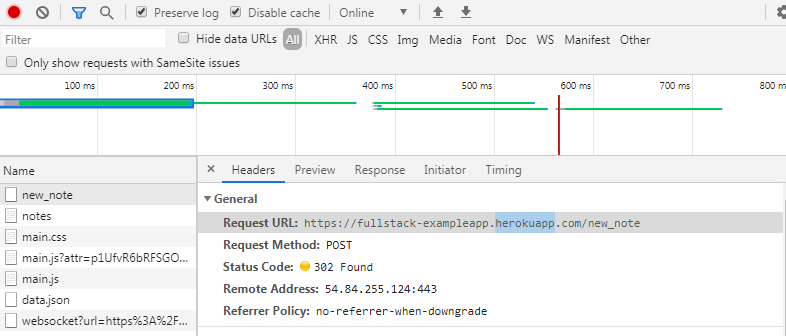 Preserve log Disable cache Online
Filter Hide data URLs All XHR JS CSS Img Media Font Doc WS Manifest Other
Only show requests with SameSite issues
100 ms 200 ms 300 ms 400 ms 500 ms 600 ms 700 ms 800 m
Name × Headers Preview Response Initiator Timing
new_note General
notes Request URL: https://fullstack-exampleapp.herokuapp.com/new_note
main.css Request Method: POST
main.js?attr=p1UfvR6bRFSGO... Status Code: 302 Found
main.js Remote Address: 54.84.255.124:443
data.json Referrer Policy: no-referrer-when-downgrade
websocket?url=https%3A%2F...